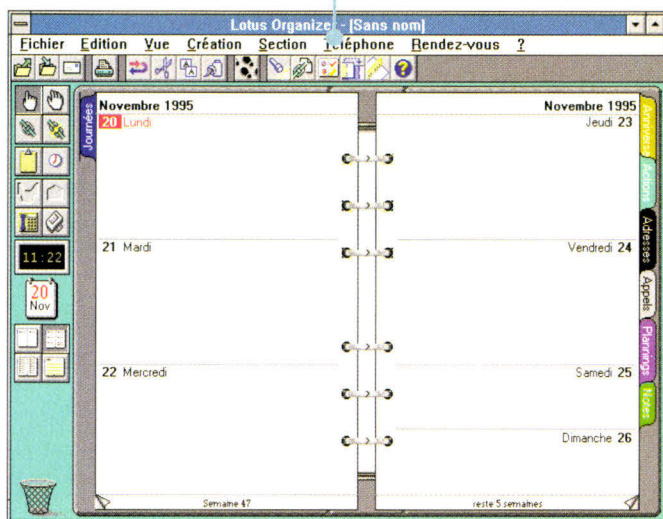 Lotus Organizer - [Sans nom]
Fichier Edition Vue Création Section Téléphone Rendez-vous ?
Journées
Novembre 1995
20 Lundi
21 Mardi
22 Mercredi
Semaine 47
Novembre 1995
Jeudi 23
Vendredi 24
Samedi 25
Dimanche 26
reste 5 semaines
Anniversa
Actions
Adresses
Appels
Plannings
Notes
11:22
20
Nov